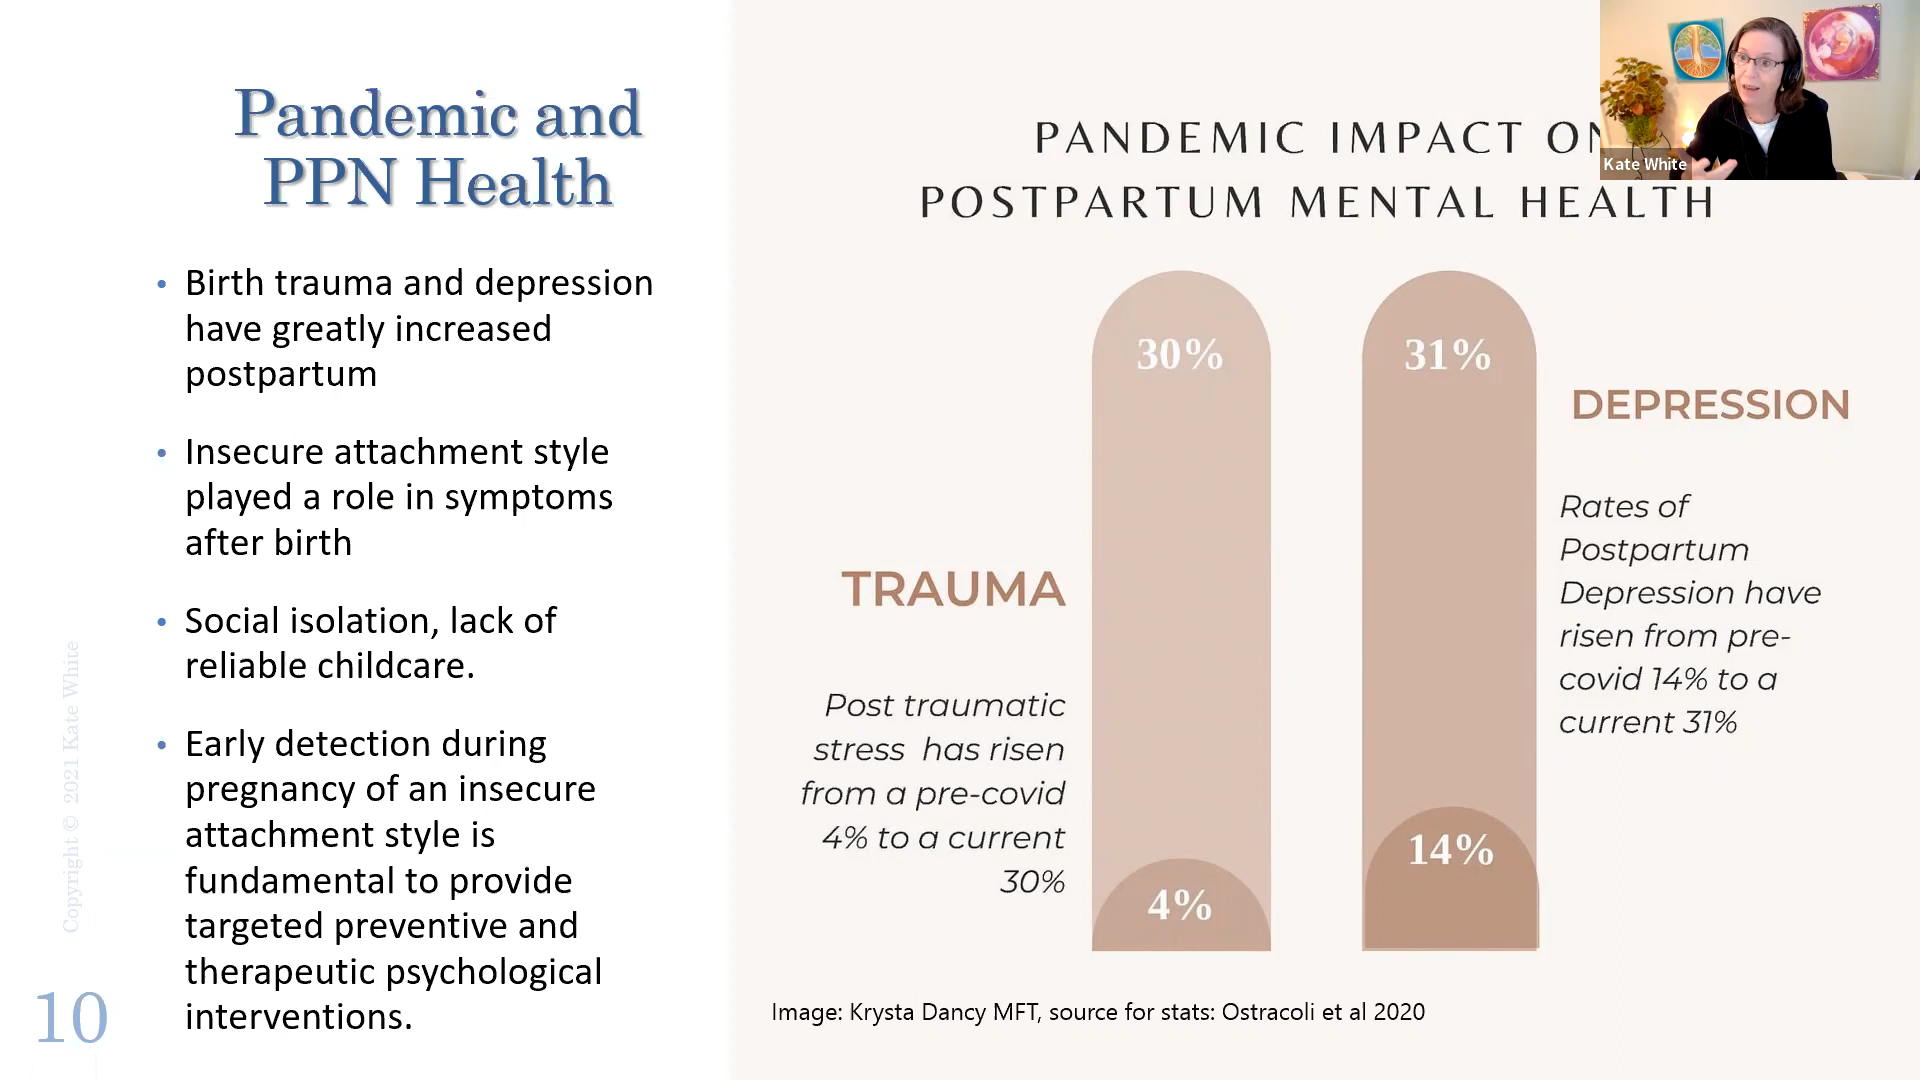 Pandemic and
PPN Health
• Birth trauma and depression
have greatly increased
postpartum
• Insecure attachment style
played a role in symptoms
after birth
• Social isolation, lack of
reliable childcare.
• Early detection during
pregnancy of an insecure
attachment style is
fundamental to provide
targeted preventive and
therapeutic psychological
interventions.
Copyright © 2021 Kate White
10
PANDEMIC IMPACT ON
POSTPARTUM MENTAL HEALTH
30%
31%
DEPRESSION
Rates of
Postpartum
Depression have
risen from pre-
covid 14% to a
current 31%
TRAUMA
Post traumatic
stress has risen
from a pre-covid
4% to a current
30%
14%
4%
Image: Krysta Dancy MFT, source for stats: Ostracoli et al 2020
Kate White